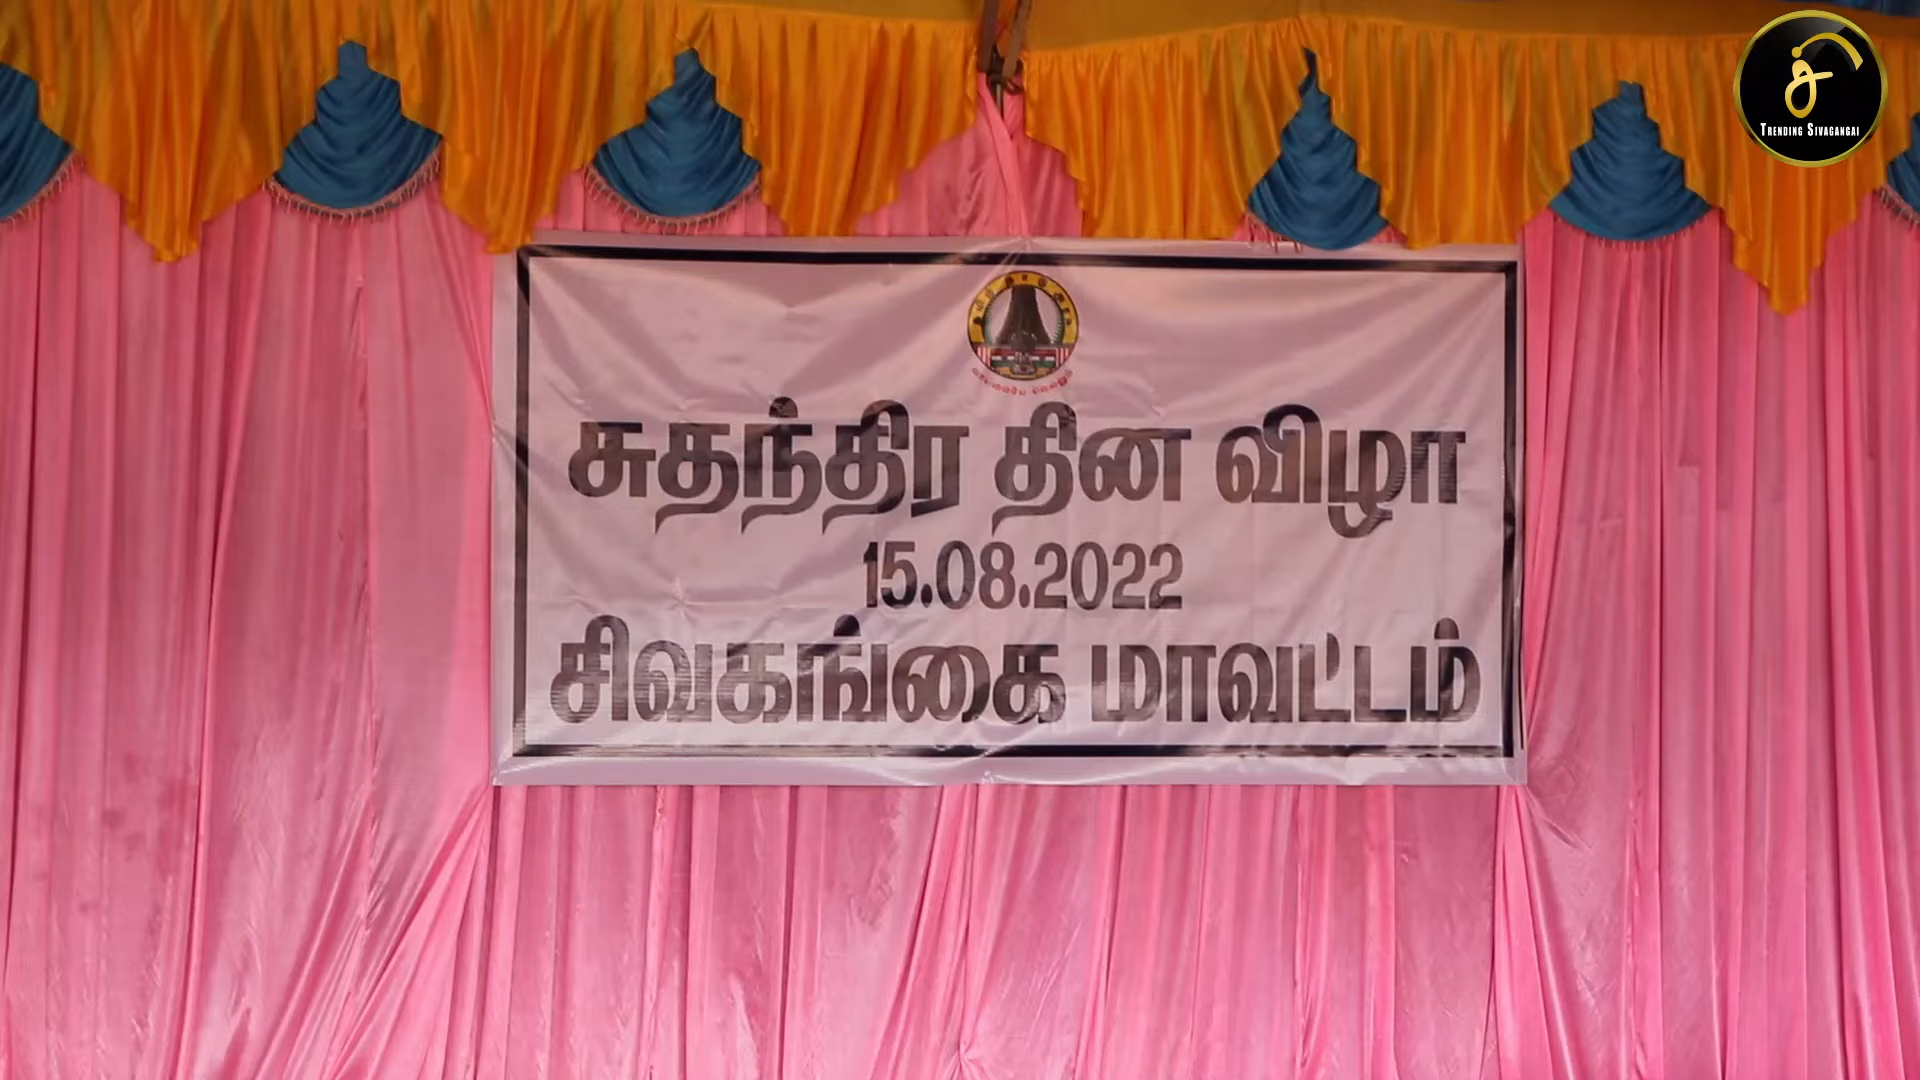 சுதந்திர தின விழா
15.08.2022
சிவகங்கை மாவட்டம்
TRENDING SIVAGANGAI